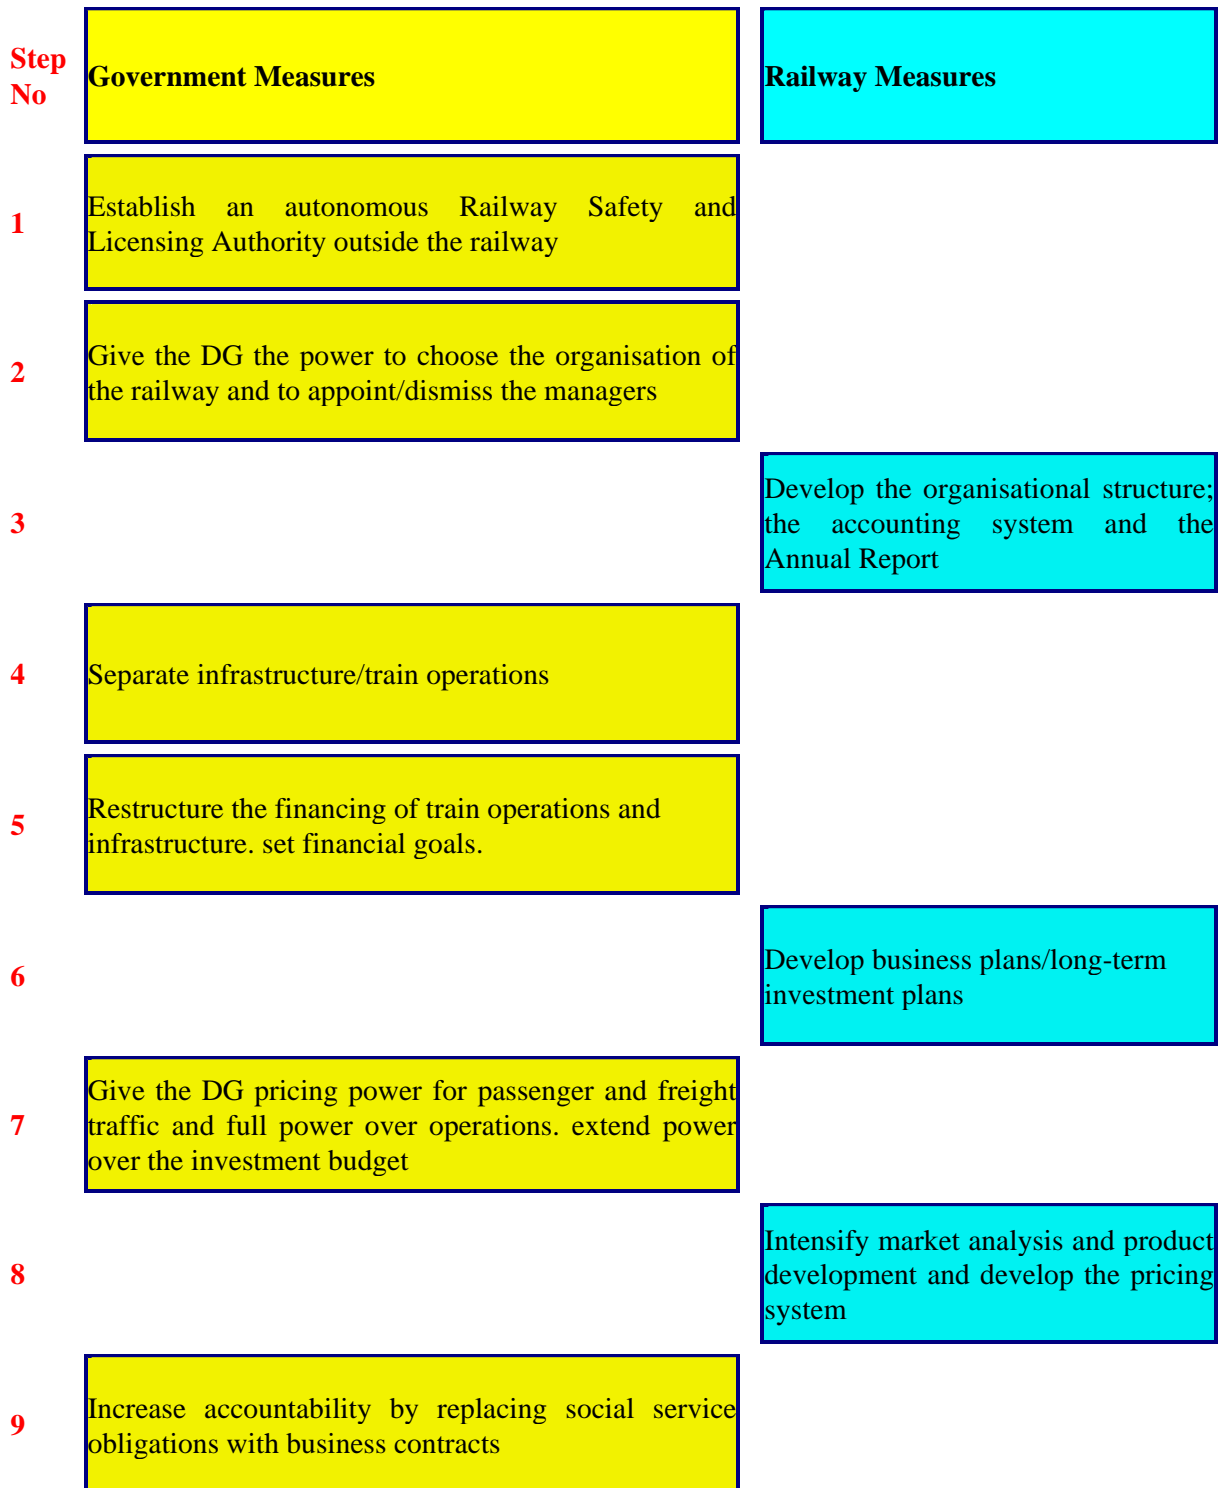 Step
No
Government Measures
Railway Measures
1
Establish an autonomous Railway Safety and
Licensing Authority outside the railway
2
Give the DG the power to choose the organisation of
the railway and to appoint/dismiss the managers
3
Develop the organisational structure;
the accounting system and the
Annual Report
4
Separate infrastructure/train operations
5
Restructure the financing of train operations and
infrastructure. set financial goals.
6
Develop business plans/long-term
investment plans
7
Give the DG pricing power for passenger and freight
traffic and full power over operations. extend power
over the investment budget
8
Intensify market analysis and product
development and develop the pricing
system
9
Increase accountability by replacing social service
obligations with business contracts